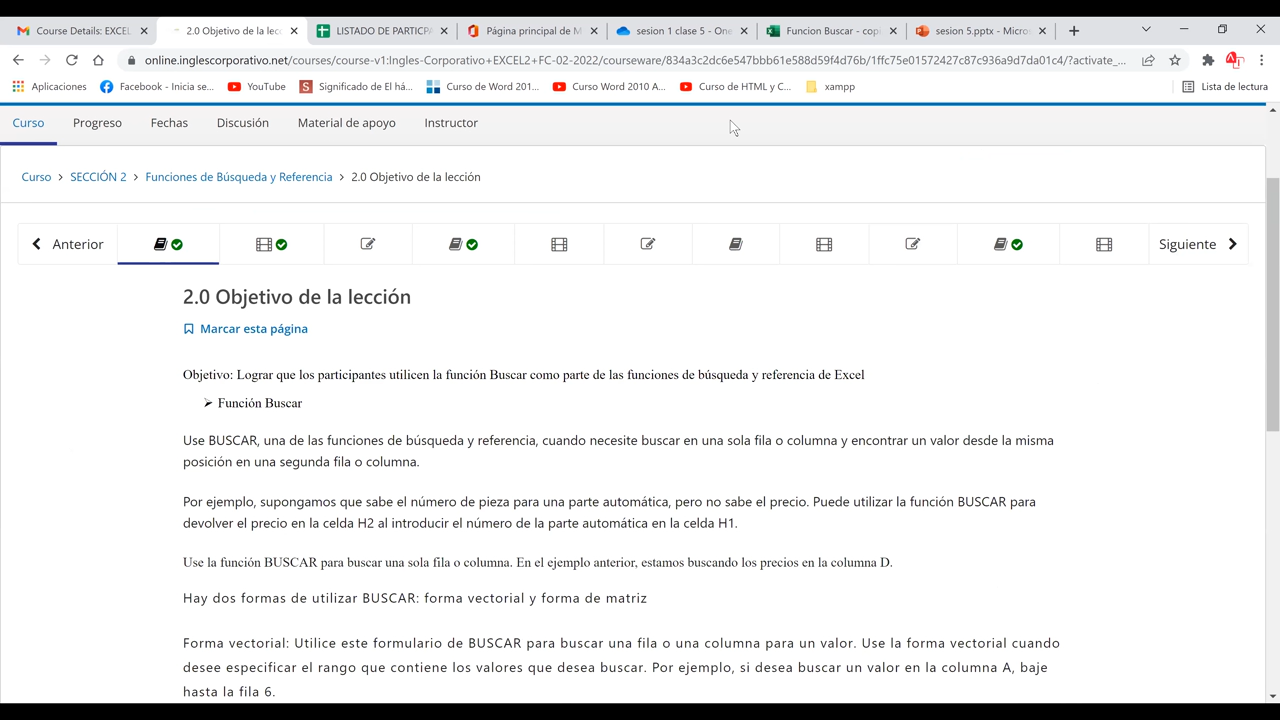 Course Details: EXCEL
2.0 Objetivo de la lecc
LISTADO DE PARTICPA
Página principal de M
sesion 1 clase 5 - One
Funcion Buscar - copi
sesion 5.pptx - Micros
online.inglescorporativo.net/courses/course-v1:Ingles-Corporativo+EXCEL2+TC-02-2022/courseware/834a3c2dc6e547bbb61e588d59f4d76b/1ffc75e01572427c87c936a9d7da01c4/?activate_...
Aplicaciones
Facebook - Inicia se...
YouTube
Significado de El há...
Curso de Word 201...
Curso Word 2010 A...
Curso de HTML y C...
xampp
Lista de lectura
Curso
Progreso
Fechas
Discusión
Material de apoyo
Instructor
Curso > SECCIÓN 2 > Funciones de Búsqueda y Referencia > 2.0 Objetivo de la lección
Anterior
Siguiente
2.0 Objetivo de la lección
Marcar esta página
Objetivo: Lograr que los participantes utilicen la función Buscar como parte de las funciones de búsqueda y referencia de Excel
➢ Función Buscar
Use BUSCAR, una de las funciones de búsqueda y referencia, cuando necesite buscar en una sola fila o columna y encontrar un valor desde la misma
posición en una segunda fila o columna.
Por ejemplo, supongamos que sabe el número de pieza para una parte automática, pero no sabe el precio. Puede utilizar la función BUSCAR para
devolver el precio en la celda H2 al introducir el número de la parte automática en la celda H1.
Use la función BUSCAR para buscar una sola fila o columna. En el ejemplo anterior, estamos buscando los precios en la columna D.
Hay dos formas de utilizar BUSCAR: forma vectorial y forma de matriz
Forma vectorial: Utilice este formulario de BUSCAR para buscar una fila o una columna para un valor. Use la forma vectorial cuando
desee especificar el rango que contiene los valores que desea buscar. Por ejemplo, si desea buscar un valor en la columna A, baje
hasta la fila 6.